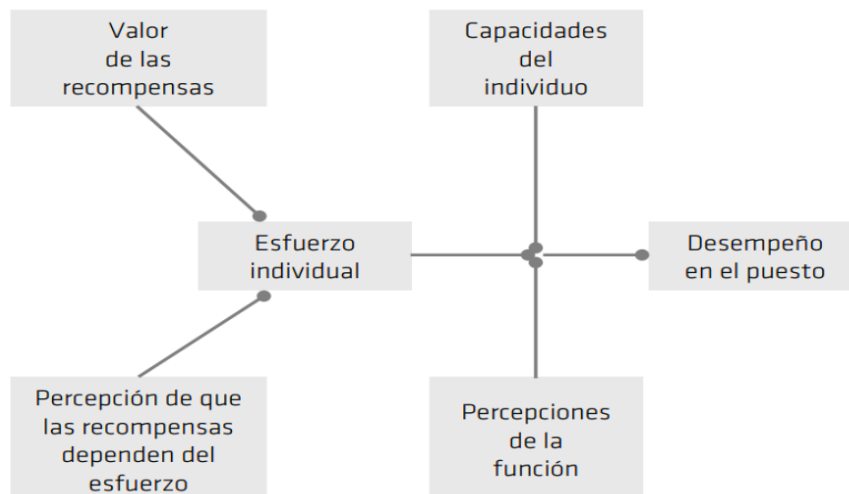 Valor
de las
recompensas
Capacidades
del
individuo
Esfuerzo
individual
Desempeño
en el puesto
Percepción de que
las recompensas
dependen del
esfuerzo
Percepciones
de la
función